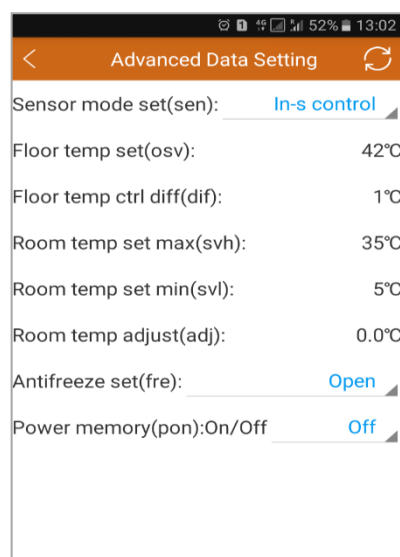 52% 13:02
Advanced Data Setting
Sensor mode set(sen): In-s control
Floor temp set(osv): 42℃
Floor temp ctrl diff(dif): 1℃
Room temp set max(svh): 35℃
Room temp set min(svl): 5℃
Room temp adjust(adj): 0.0℃
Antifreeze set(fre): Open
Power memory(pon):On/Off Off